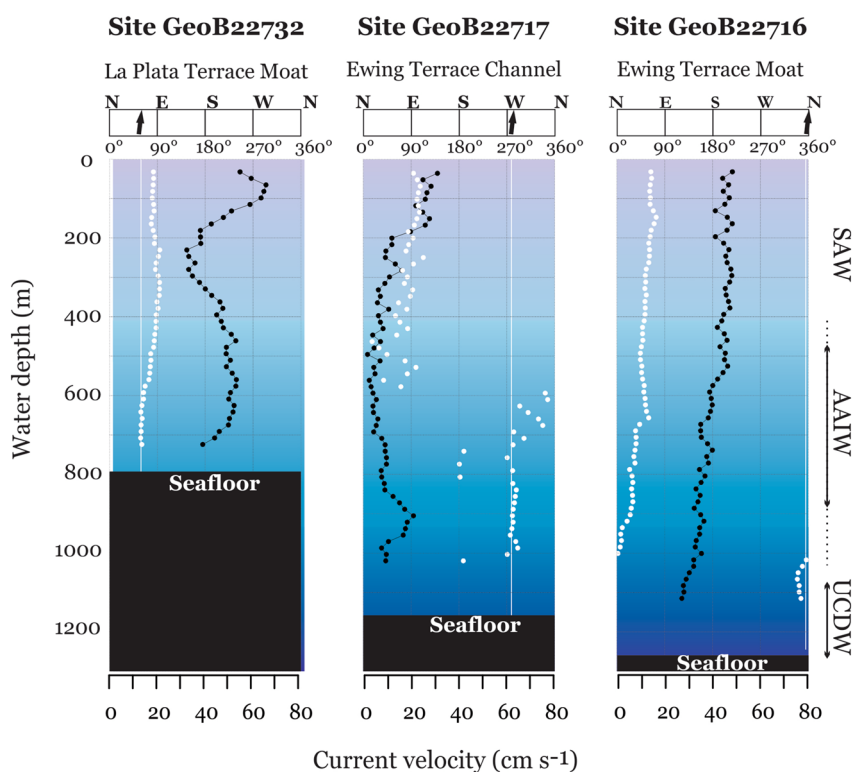 Site GeoB22732 Site GeoB22717 Site GeoB22716
La Plata Terrace Moat Ewing Terrace Channel Ewing Terrace Moat
N E S W N E S W N E S W N
0° 90° 180° 270° 360° 0° 90° 180° 270° 0° 90° 180° 270° 360°
0
200
400
600
800
1000
1200
Water depth (m)
Seafloor
Seafloor
Seafloor
SAW
AAIW
UCDW
0 20 40 60 80 0 20 40 60 80 0 20 40 60 80
Current velocity (cm s-1)